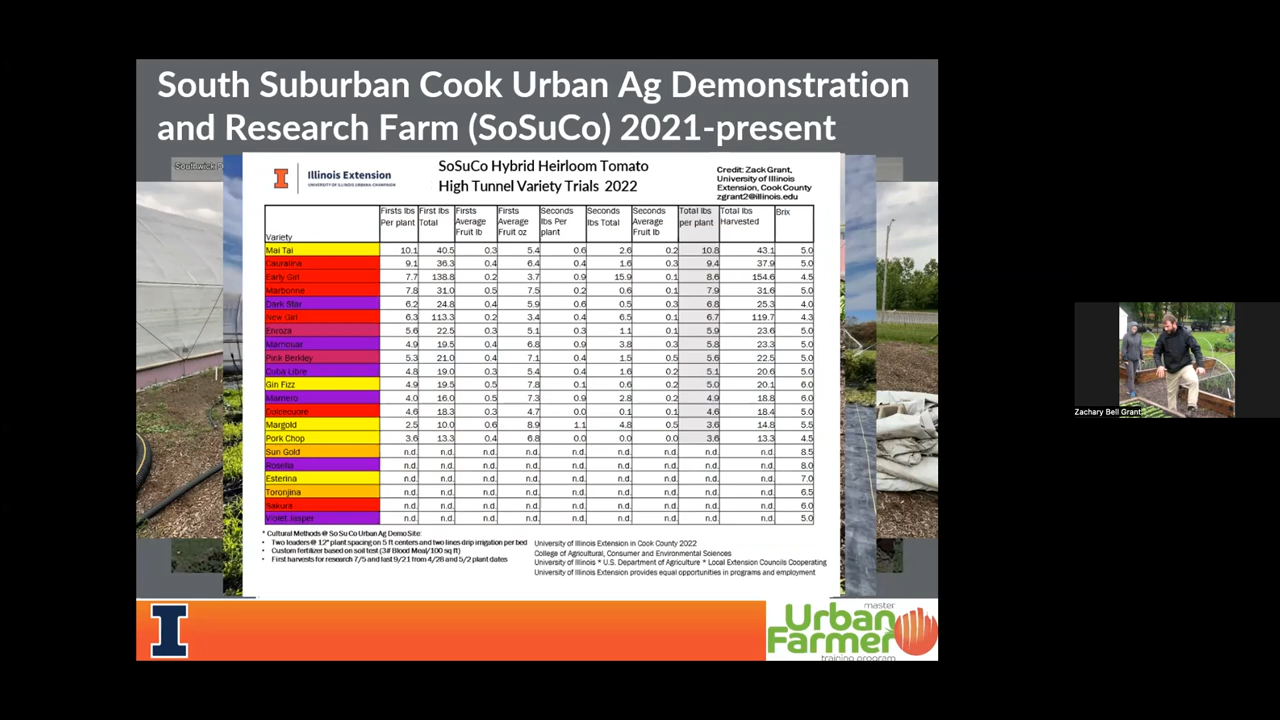 South Suburban Cook Urban Ag Demonstration
and Research Farm (SoSuCo) 2021-present
Illinois Extension
UNIVERSITY OF ILLINOIS URBANA-CHAMPAIGN
SoSuCo Hybrid Heirloom Tomato
High Tunnel Variety Trials 2022
Credit: Zack Grant,
University of Illinois
Extension, Cook County
zgrant2@illinois.edu
Variety Firsts lbs Per plant First lbs Total Firsts Average Fruit lb Firsts Average Fruit oz Seconds lbs Per plant Seconds lbs Total Seconds Average Fruit lb Total lbs per plant Total lbs Harvested Brix
Mai Tai 10.1 40.5 0.3 5.4 0.6 2.6 0.2 10.8 43.1 5.0
Cauralina 9.1 36.3 0.4 6.4 0.4 1.6 0.3 9.4 37.9 5.0
Early Girl 7.7 138.8 0.2 3.7 0.9 15.9 0.1 8.6 154.6 4.5
Marbonne 7.8 31.0 0.5 7.5 0.2 0.6 0.1 7.9 31.6 5.0
Dark Star 6.2 24.8 0.4 5.9 0.6 0.5 0.3 6.8 25.3 4.0
New Girl 6.3 113.3 0.2 3.4 0.4 6.5 0.1 6.7 119.7 4.3
Enroza 5.6 22.5 0.3 5.1 0.3 1.1 0.1 5.9 23.6 5.0
Marnouar 4.9 19.5 0.4 6.8 0.9 3.8 0.3 5.8 23.3 5.0
Pink Berkley 5.3 21.0 0.4 7.1 0.4 1.5 0.5 5.6 22.5 5.0
Cuba Libre 4.8 19.0 0.3 5.4 0.4 1.6 0.2 5.1 20.6 5.0
Gin Fizz 4.9 19.5 0.5 7.8 0.1 0.6 0.2 5.0 20.1 6.0
Marnero 4.0 16.0 0.5 7.3 0.9 2.8 0.2 4.9 18.8 6.0
Dolcecuore 4.6 18.3 0.3 4.7 0.0 0.1 0.1 4.6 18.4 5.0
Margold 2.5 10.0 0.6 8.9 1.1 4.8 0.5 3.6 14.8 5.5
Pork Chop 3.6 13.3 0.4 6.8 0.0 0.0 0.0 3.6 13.3 4.5
Sun Gold n.d. n.d. n.d. n.d. n.d. n.d. n.d. n.d. n.d. 8.5
Rosella n.d. n.d. n.d. n.d. n.d. n.d. n.d. n.d. n.d. 8.0
Esterina n.d. n.d. n.d. n.d. n.d. n.d. n.d. n.d. n.d. 7.0
Toronjina n.d. n.d. n.d. n.d. n.d. n.d. n.d. n.d. n.d. 6.5
Sakura n.d. n.d. n.d. n.d. n.d. n.d. n.d. n.d. n.d. 6.0
Violet Jasper n.d. n.d. n.d. n.d. n.d. n.d. n.d. n.d. n.d. 5.0
* Cultural Methods @ So Su Co Urban Ag Demo Site:
• Two leaders @ 12" plant spacing on 5 ft centers and two lines drip irrigation per bed
• Custom fertilizer based on soil test (3# Blood Meal/100 sq ft)
• First harvests for research 7/5 and last 9/21 from 4/28 and 5/2 plant dates
University of Illinois Extension in Cook County 2022
College of Agricultural, Consumer and Environmental Sciences
University of Illinois * U.S. Department of Agriculture * Local Extension Councils Cooperating
University of Illinois Extension provides equal opportunities in programs and employment
master
Urban
Farmer
training program
Zachary Bell Grant